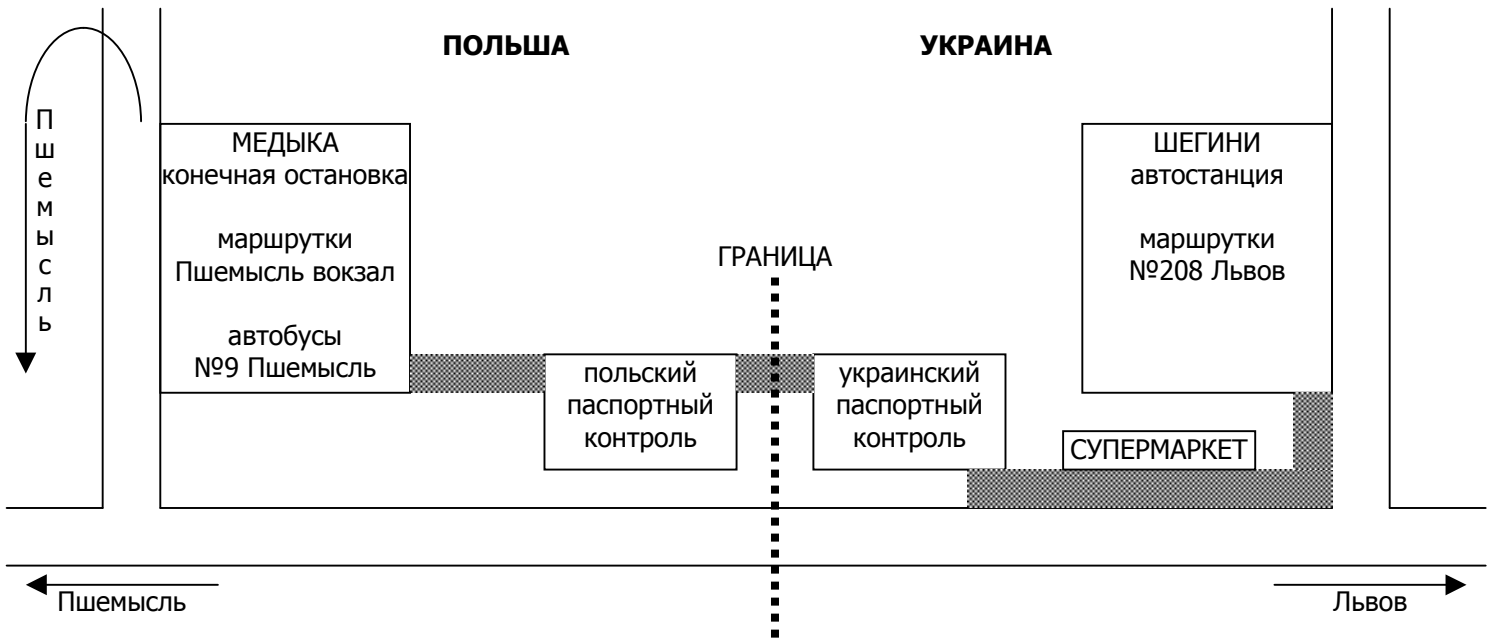 ПОЛЬША
УКРАИНА
Пшемысль
МЕДЫКА
конечная остановка
маршрутки
Пшемысль вокзал
автобусы
№9 Пшемысль
ГРАНИЦА
ШЕГИНИ
автостанция
маршрутки
№208 Львов
польский
паспортный
контроль
украинский
паспортный
контроль
СУПЕРМАРКЕТ
Пшемысль
Львов